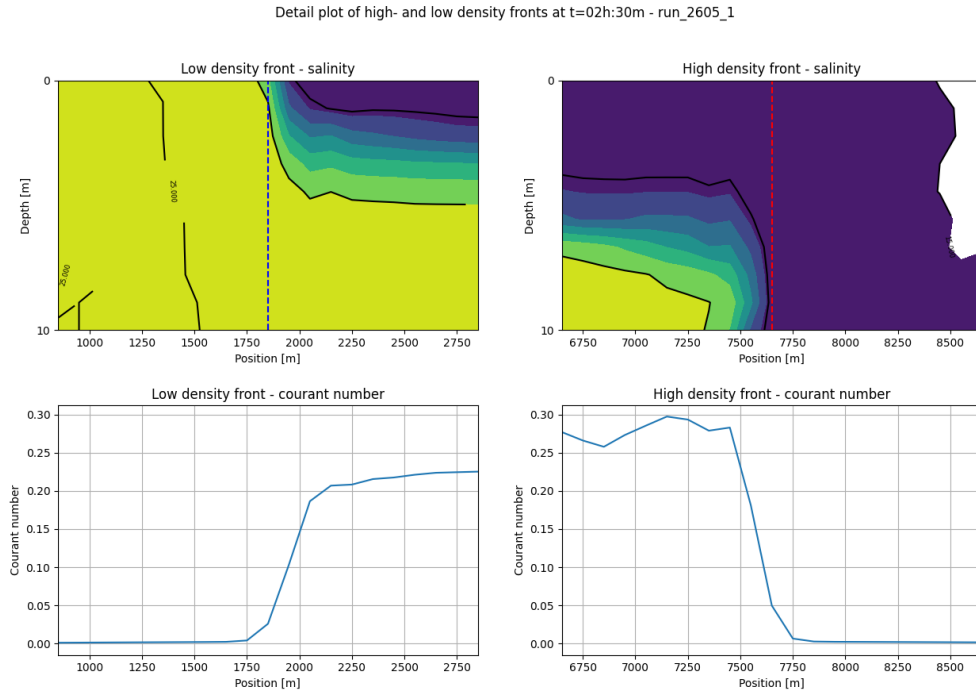 Detail plot of high- and low density fronts at t=02h:30m - run_2605_1
Low density front - salinity
0
10
Depth [m]
25.000
25.000
1000 1250 1500 1750 2000 2250 2500 2750
Position [m]
High density front - salinity
0
10
Depth [m]
6750 7000 7250 7500 7750 8000 8250 8500
Position [m]
Low density front - courant number
0.30
0.25
0.20
0.15
0.10
0.05
0.00
Courant number
1000 1250 1500 1750 2000 2250 2500 2750
Position [m]
High density front - courant number
0.30
0.25
0.20
0.15
0.10
0.05
0.00
Courant number
6750 7000 7250 7500 7750 8000 8250 8500
Position [m]